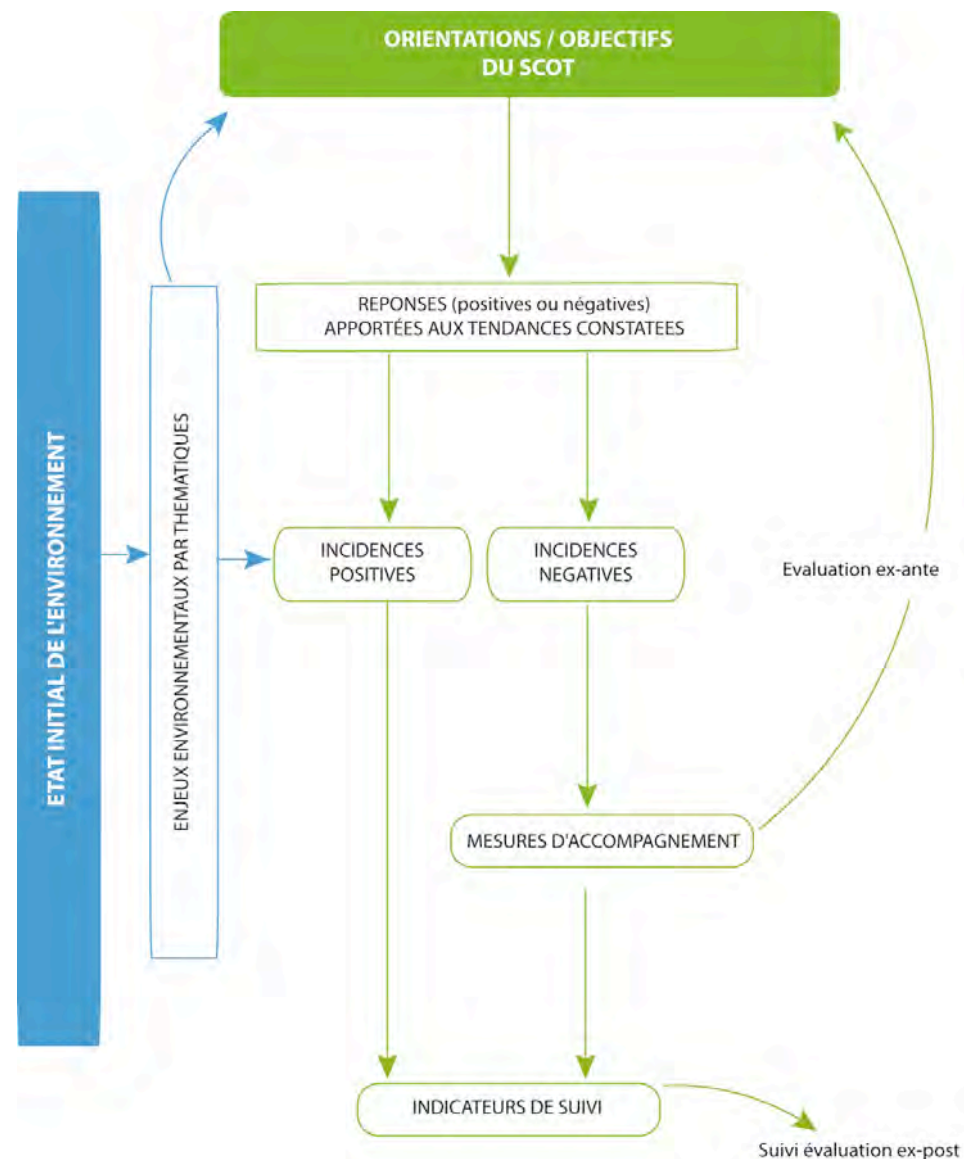 ORIENTATIONS / OBJECTIFS
DU SCOT
REPONSES (positives ou négatives)
APPORTÉES AUX TENDANCES CONSTATEES
ETAT INITIAL DE L'ENVIRONNEMENT
ENJEUX ENVIRONNEMENTAUX PAR THEMATIQUES
INCIDENCES
POSITIVES
INCIDENCES
NEGATIVES
Evaluation ex-ante
MESURES D'ACCOMPAGNEMENT
INDICATEURS DE SUIVI
Suivi évaluation ex-post